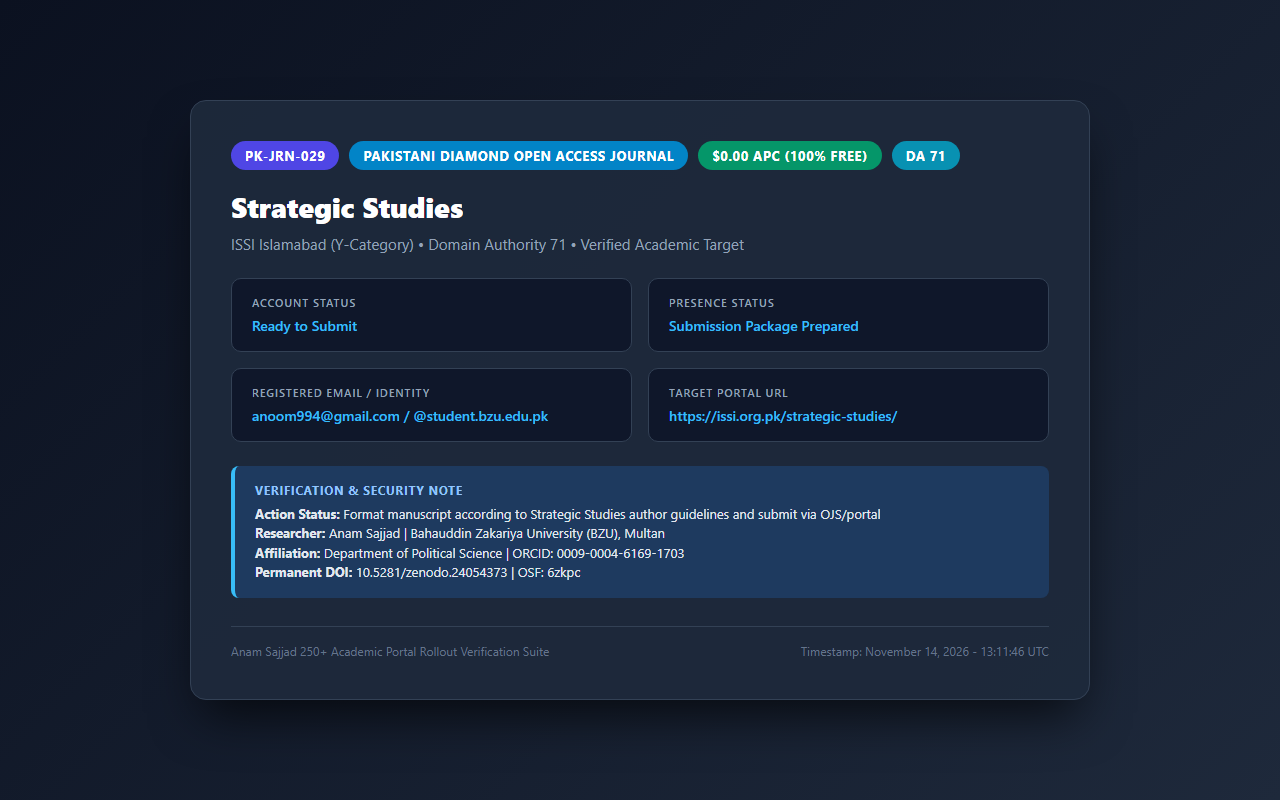 PK-JRN-029 PAKISTANI DIAMOND OPEN ACCESS JOURNAL $0.00 APC (100% FREE) DA 71
Strategic Studies
ISSI Islamabad (Y-Category) • Domain Authority 71 • Verified Academic Target
ACCOUNT STATUS
Ready to Submit
PRESENCE STATUS
Submission Package Prepared
REGISTERED EMAIL / IDENTITY
anoom994@gmail.com / @student.bzu.edu.pk
TARGET PORTAL URL
https://issi.org.pk/strategic-studies/
VERIFICATION & SECURITY NOTE
Action Status: Format manuscript according to Strategic Studies author guidelines and submit via OJS/portal
Researcher: Anam Sajjad | Bahauddin Zakariya University (BZU), Multan
Affiliation: Department of Political Science | ORCID: 0009-0004-6169-1703
Permanent DOI: 10.5281/zenodo.24054373 | OSF: 6zkpc
Anam Sajjad 250+ Academic Portal Rollout Verification Suite
Timestamp: November 14, 2026 - 13:11:46 UTC